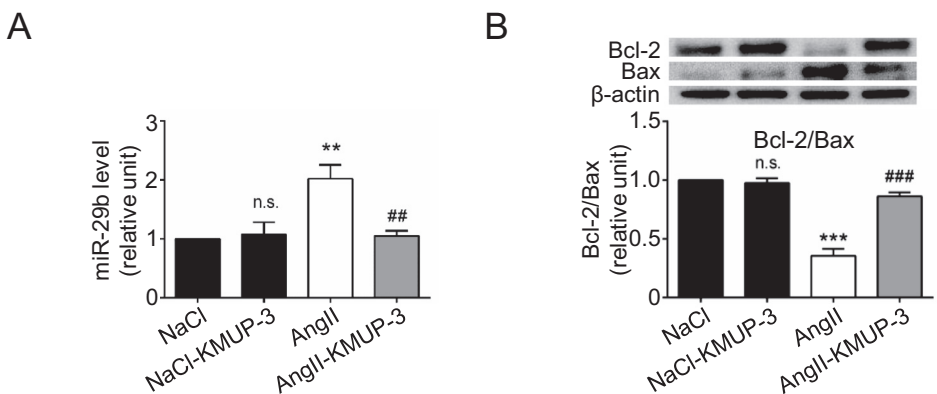 A
miR-29b level
(relative unit)
3
2
1
0
n.s.
**
##
NaCl
NaCl-KMUP-3
AngII
AngII-KMUP-3
B
Bcl-2
Bax
β-actin
Bcl-2/Bax
(relative unit)
1.5
1.0
0.5
0
Bcl-2/Bax
n.s.
***
###
NaCl
NaCl-KMUP-3
AngII
AngII-KMUP-3